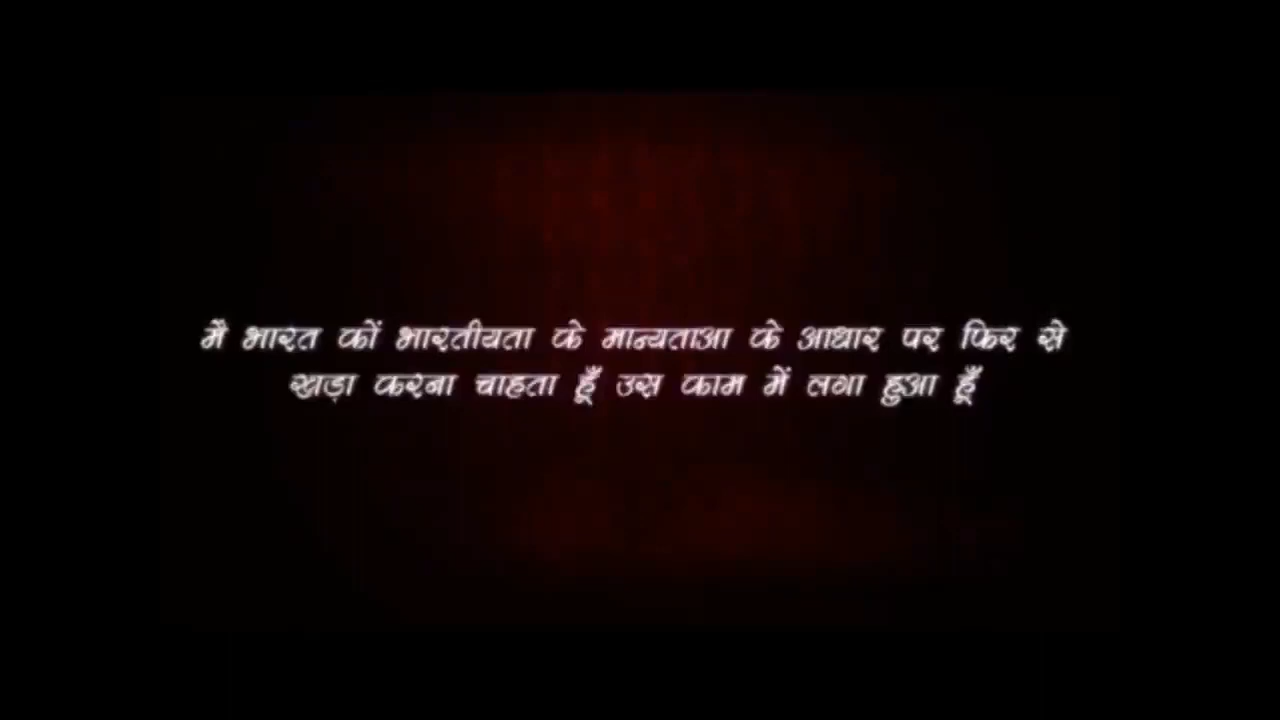 मै भारत कों भारतीयता के मान्यताआ के आधार पर फिर से
खड़ा करना चाहता हूँ उस काम में लगा हुआ हूँ